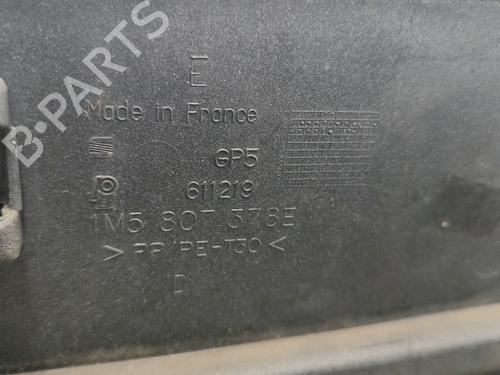 B-PARTS
E
Made in France
GP5
611219
1M5 807 378E
>PP/PE-T30<
D